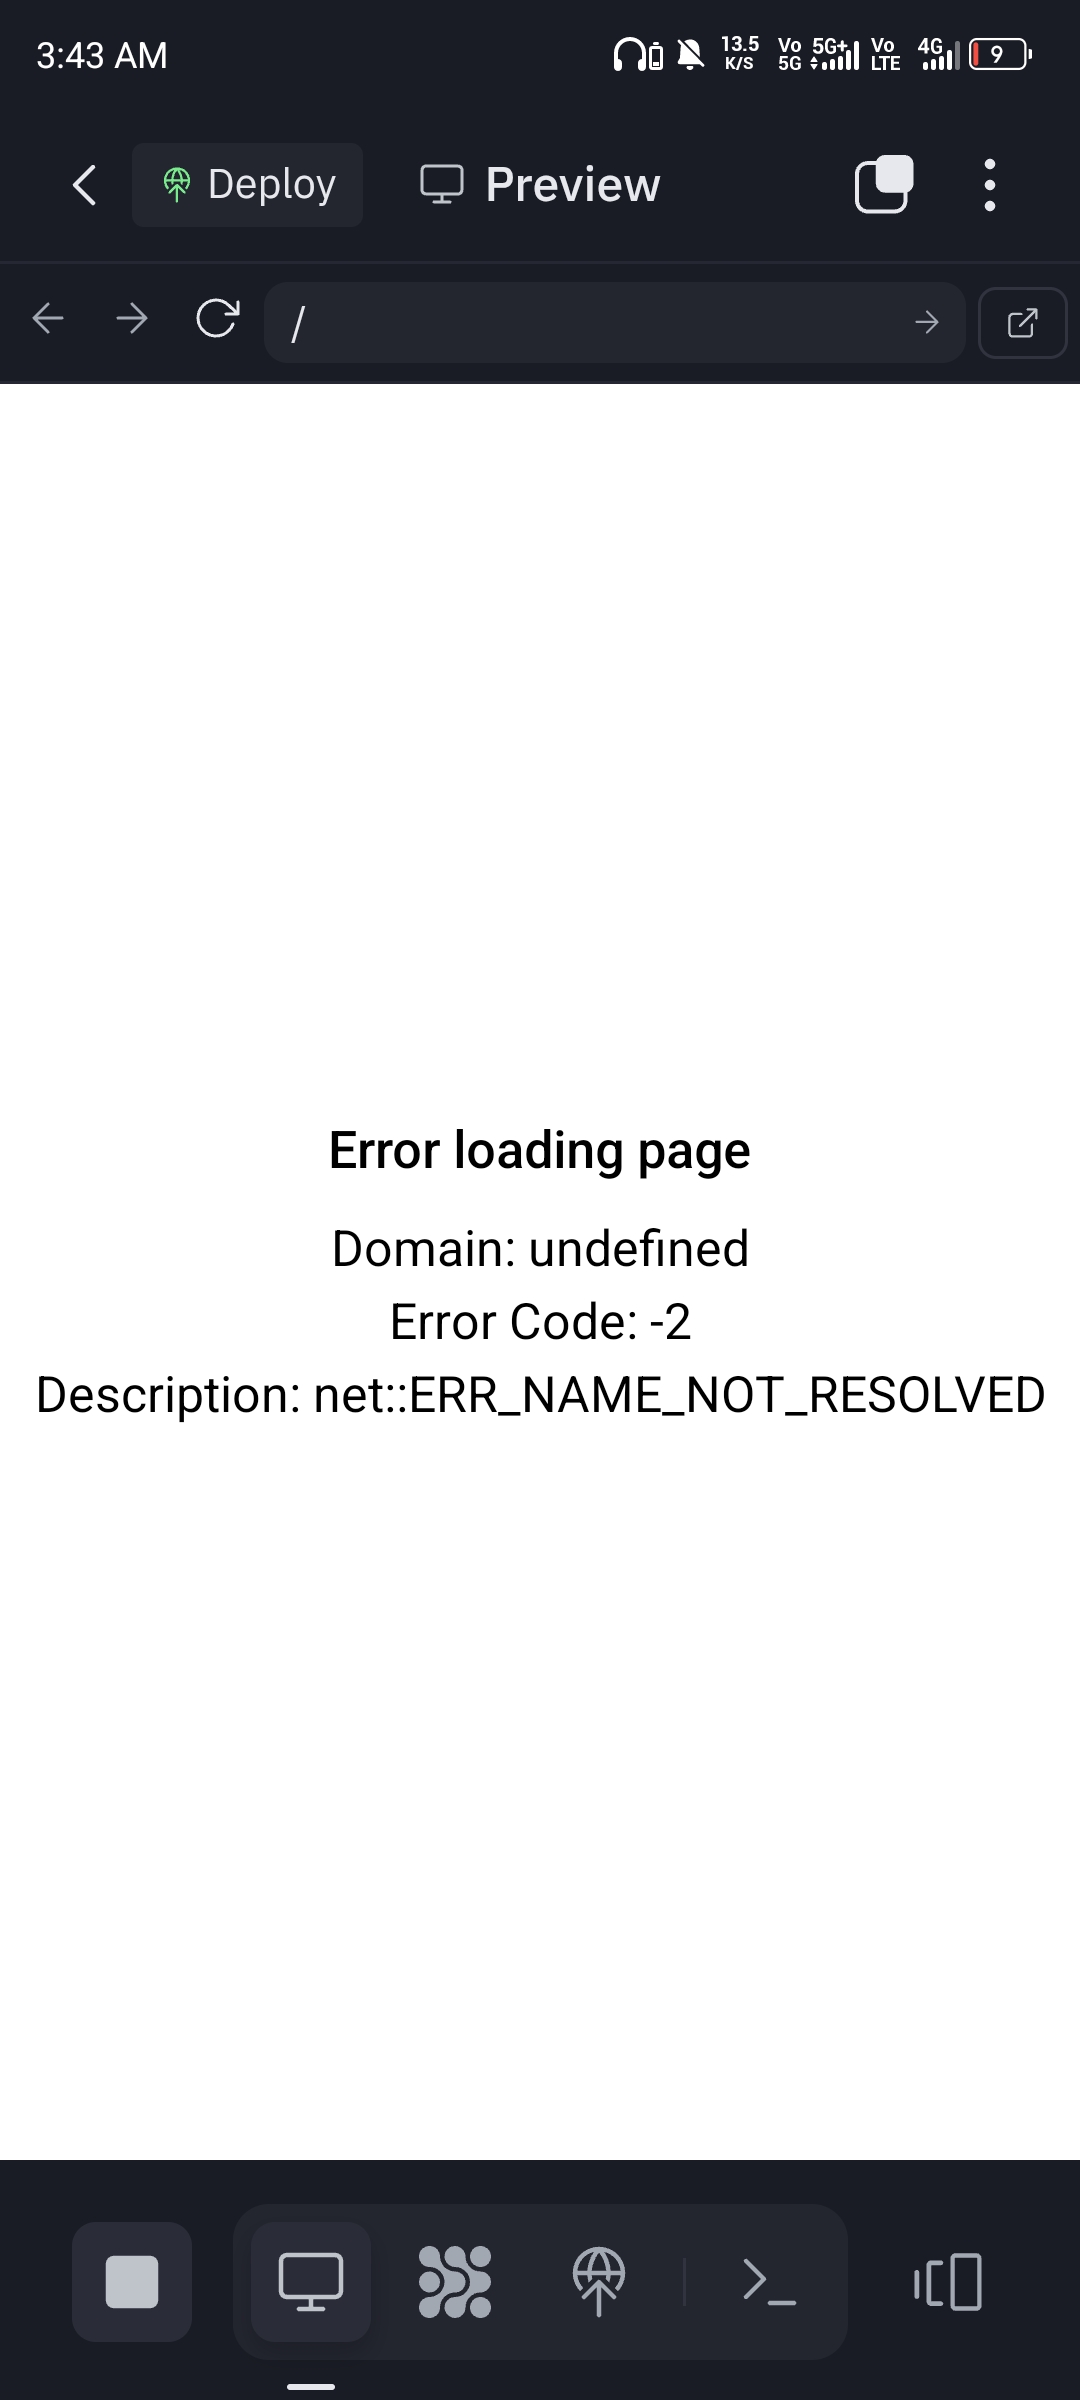 3:43 AM
13.5 K/S Vo 5G 5G+ Vo LTE 4G 9
Deploy Preview
/
Error loading page
Domain: undefined
Error Code: -2
Description: net::ERR_NAME_NOT_RESOLVED